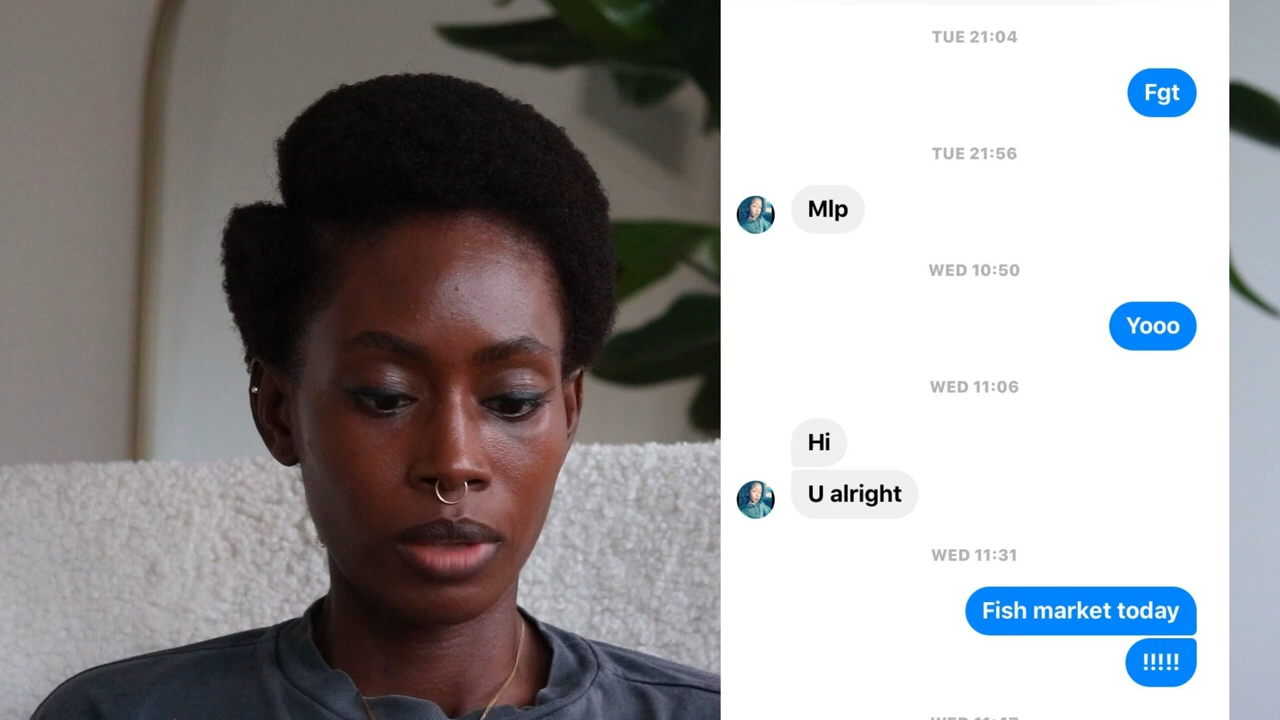 TUE 21:04
Fgt
TUE 21:56
Mlp
WED 10:50
Yooo
WED 11:06
Hi
U alright
WED 11:31
Fish market today
!!!!!